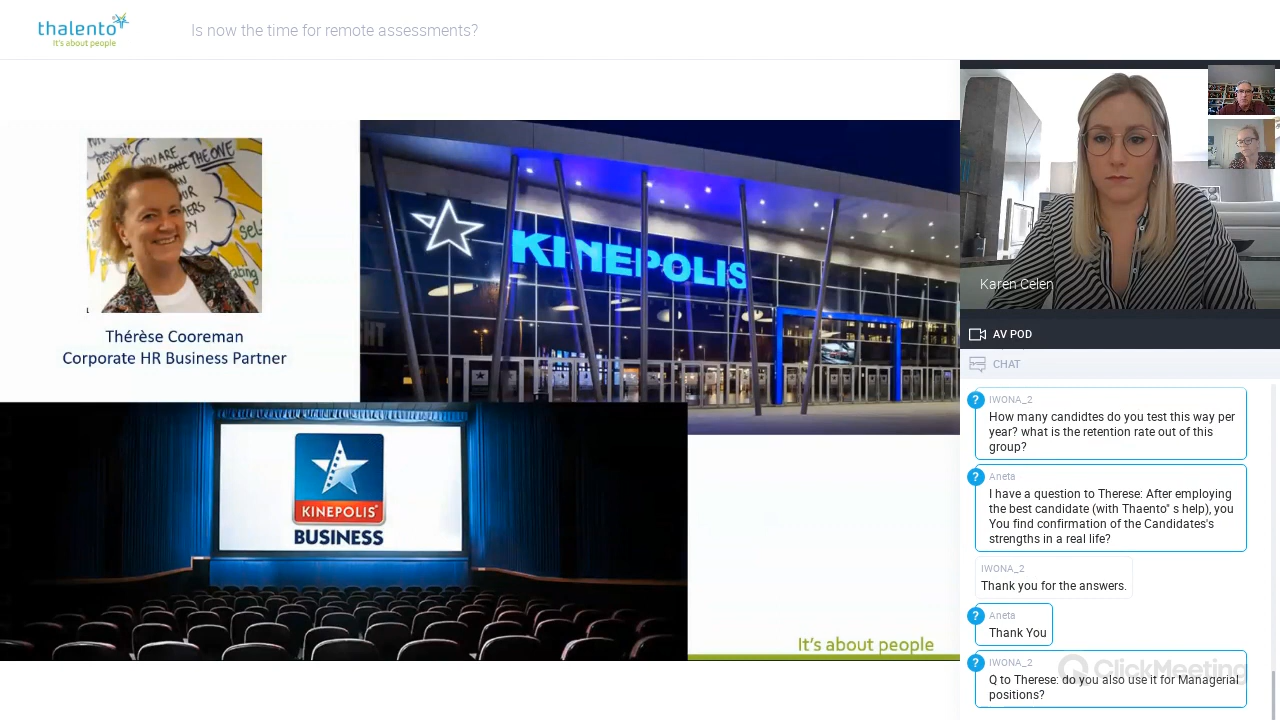 thalento
It's about people
Is now the time for remote assessments?
YOU ARE
THE ONE
Thérèse Cooreman
Corporate HR Business Partner
KINEPOLIS
KINEPOLIS
BUSINESS
It's about people
Karen Celen
AV POD
CHAT
? IWONA_2
How many candidtes do you test this way per
year? what is the retention rate out of this
group?
? Aneta
I have a question to Therese: After employing
the best candidate (with Thaento" s help), you
You find confirmation of the Candidates's
strengths in a real life?
IWONA_2
Thank you for the answers.
? Aneta
Thank You
? IWONA_2
Q to Therese: do you also use it for Managerial
positions?
ClickMeeting